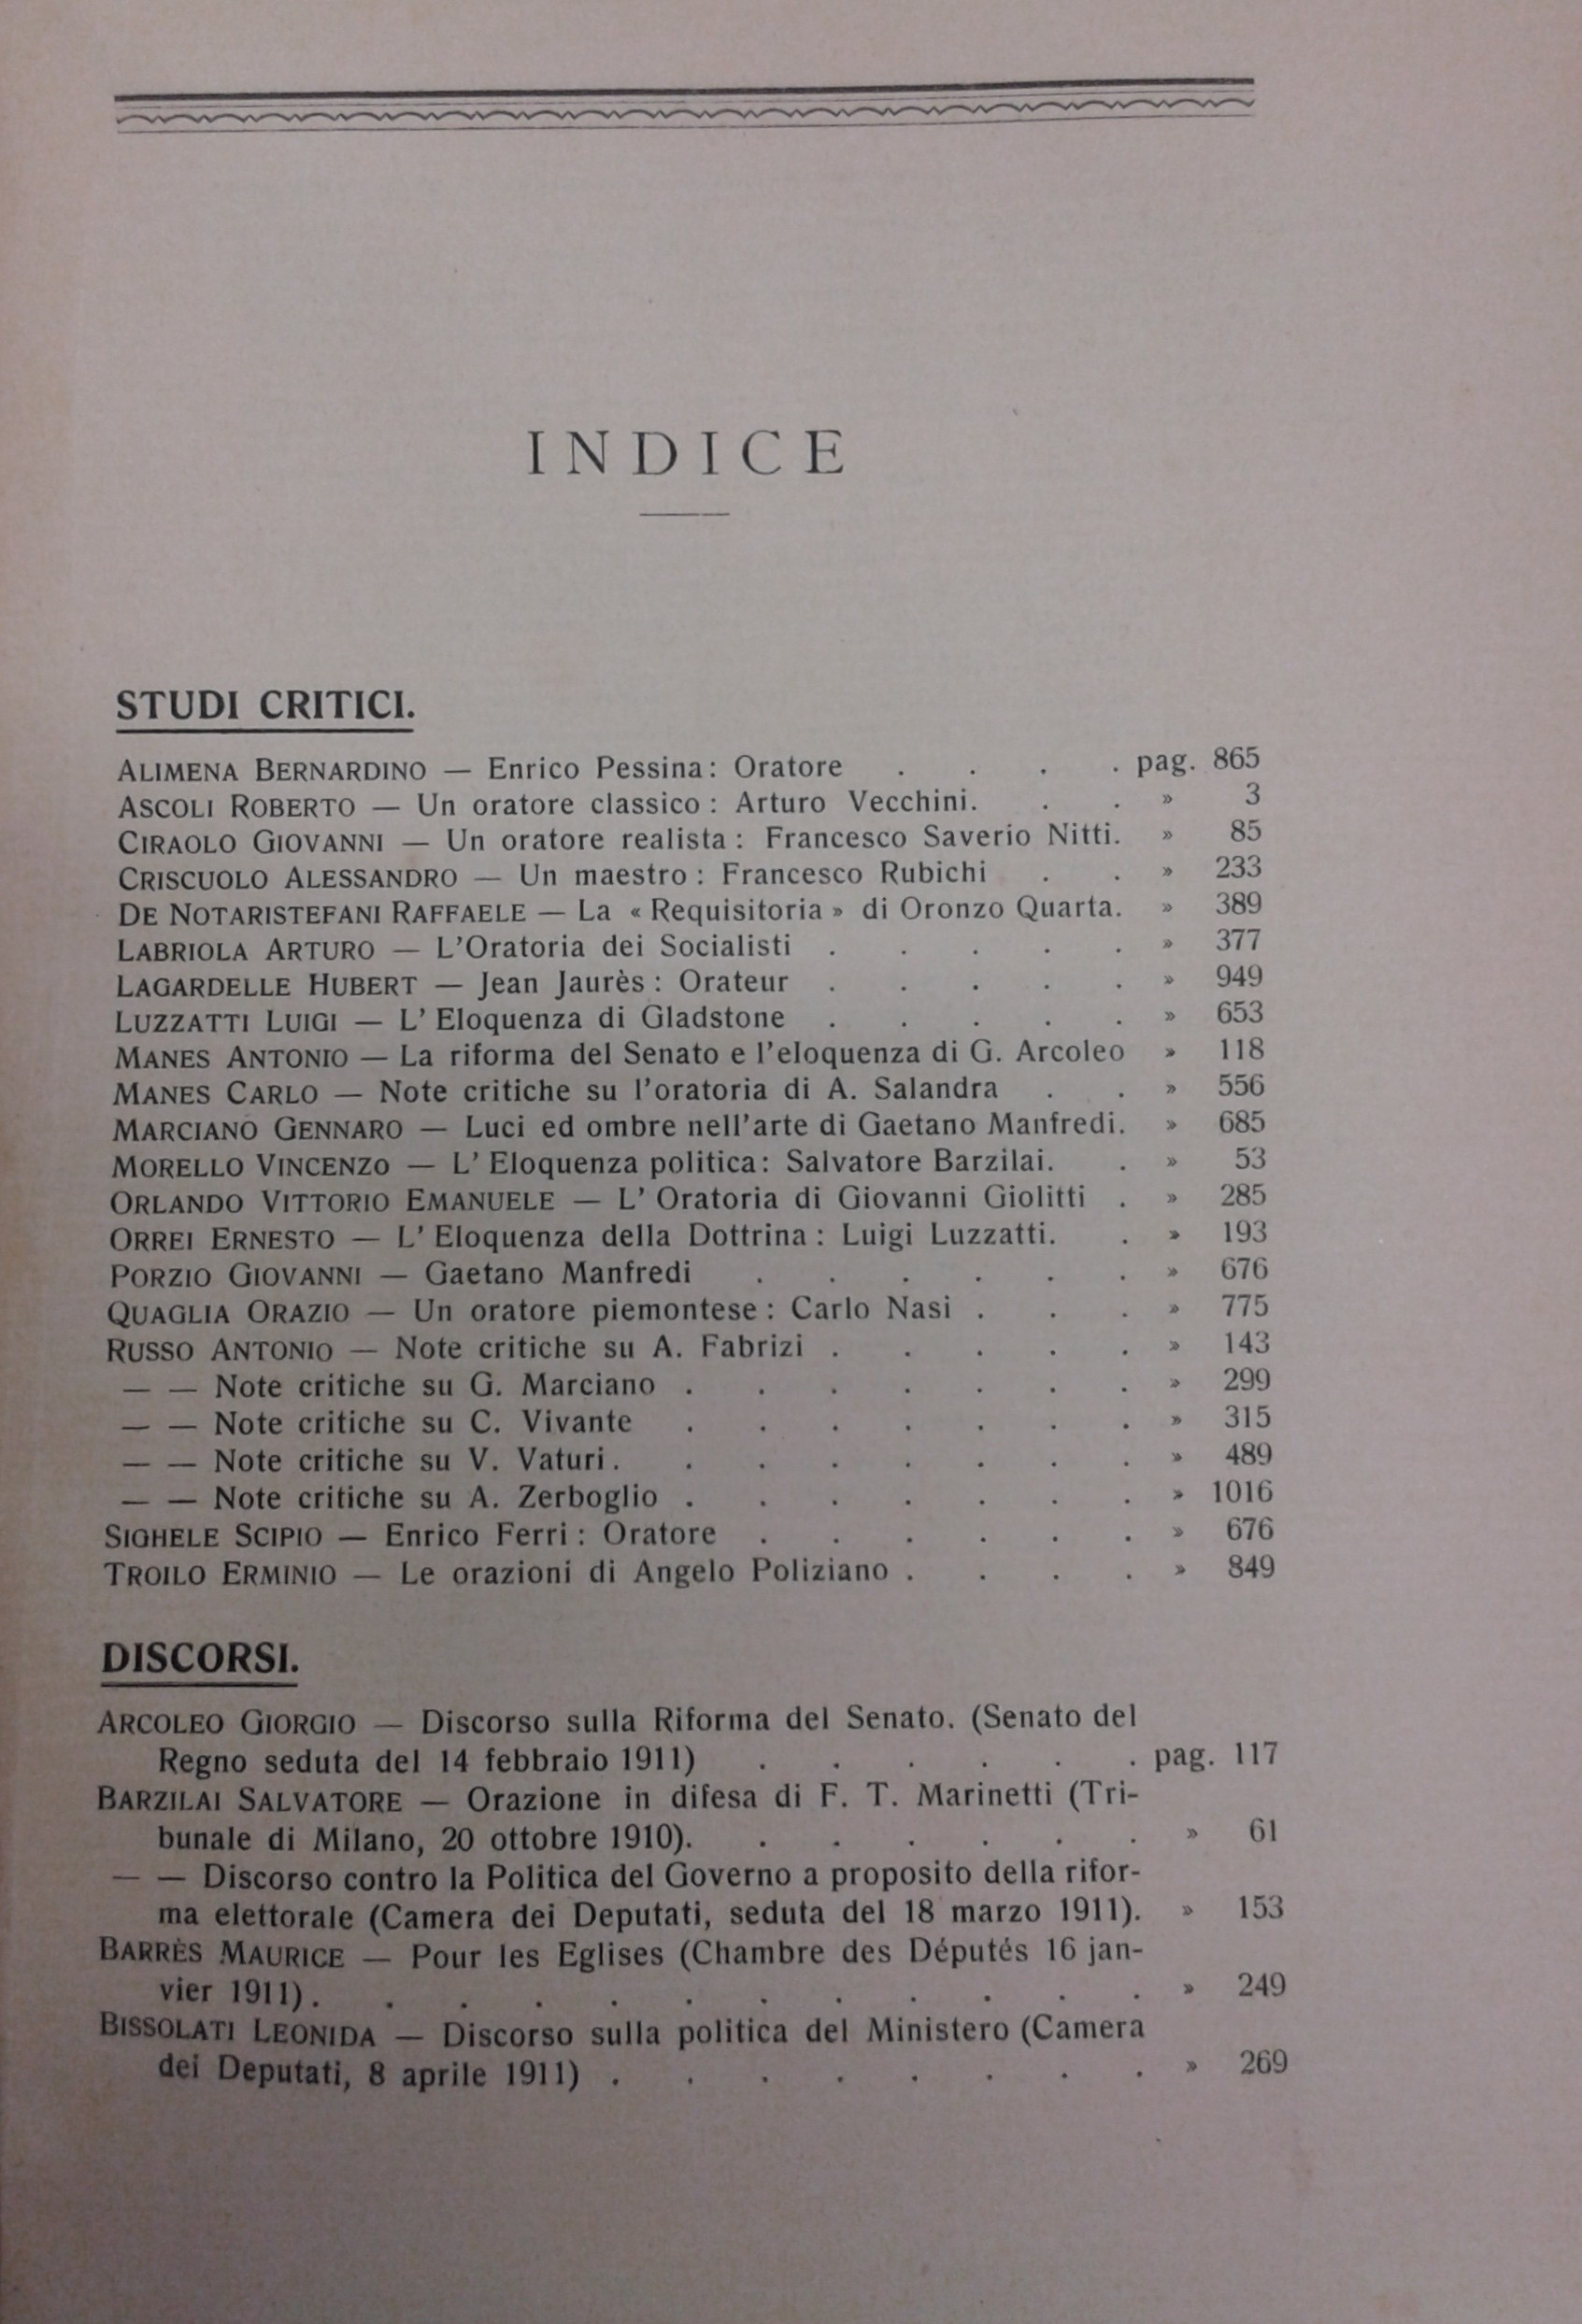 INDICE
STUDI CRITICI.
ALIMENA BERNARDINO — Enrico Pessina: Oratore . . . . pag. 865
ASCOLI ROBERTO — Un oratore classico: Arturo Vecchini. . . » 3
CIRAOLO GIOVANNI — Un oratore realista: Francesco Saverio Nitti. » 85
CRISCUOLO ALESSANDRO — Un maestro: Francesco Rubichi . . » 233
DE NOTARISTEFANI RAFFAELE — La « Requisitoria » di Oronzo Quarta. » 389
LABRIOLA ARTURO — L'Oratoria dei Socialisti . . . . . » 377
LAGARDELLE HUBERT — Jean Jaurès: Orateur . . . . . » 949
LUZZATTI LUIGI — L' Eloquenza di Gladstone . . . . . » 653
MANES ANTONIO — La riforma del Senato e l'eloquenza di G. Arcoleo » 118
MANES CARLO — Note critiche su l'oratoria di A. Salandra . . » 556
MARCIANO GENNARO — Luci ed ombre nell'arte di Gaetano Manfredi. » 685
MORELLO VINCENZO — L' Eloquenza politica: Salvatore Barzilai. . » 53
ORLANDO VITTORIO EMANUELE — L' Oratoria di Giovanni Giolitti . » 285
ORREI ERNESTO — L' Eloquenza della Dottrina: Luigi Luzzatti. . » 193
PORZIO GIOVANNI — Gaetano Manfredi . . . . . . » 676
QUAGLIA ORAZIO — Un oratore piemontese: Carlo Nasi . . . » 775
RUSSO ANTONIO — Note critiche su A. Fabrizi . . . . . » 143
— — Note critiche su G. Marciano . . . . . . . » 299
— — Note critiche su C. Vivante . . . . . . . » 315
— — Note critiche su V. Vaturi. . . . . . . . » 489
— — Note critiche su A. Zerboglio . . . . . . . » 1016
SIGHELE SCIPIO — Enrico Ferri: Oratore . . . . . . » 676
TROILO ERMINIO — Le orazioni di Angelo Poliziano . . . . » 849
DISCORSI.
ARCOLEO GIORGIO — Discorso sulla Riforma del Senato. (Senato del
Regno seduta del 14 febbraio 1911) . . . . . . pag. 117
BARZILAI SALVATORE — Orazione in difesa di F. T. Marinetti (Tri-
bunale di Milano, 20 ottobre 1910). . . . . . . » 61
— — Discorso contro la Politica del Governo a proposito della rifor-
ma elettorale (Camera dei Deputati, seduta del 18 marzo 1911). » 153
BARRÈS MAURICE — Pour les Eglises (Chambre des Députés 16 jan-
vier 1911). . . . . . . . . . . . » 249
BISSOLATI LEONIDA — Discorso sulla politica del Ministero (Camera
dei Deputati, 8 aprile 1911) . . . . . . . . » 269